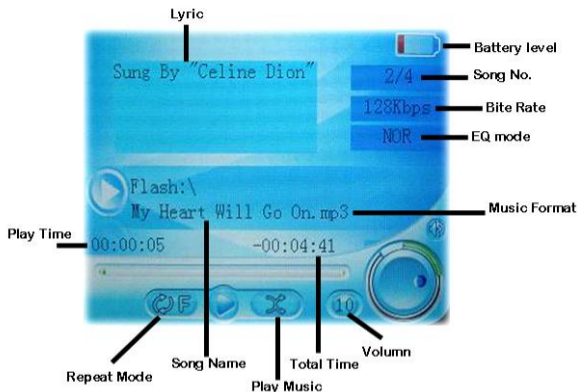 Lyric
Battery level
Sung By "Celine Dion"
2/4
Song No.
128Kbps
Bite Rate
NOR
EQ mode
Flash:\
My Heart Will Go On.mp3
Music Format
Play Time
00:00:05
-00:04:41
F
10
Repeat Mode
Song Name
Play Music
Total Time
Volumn